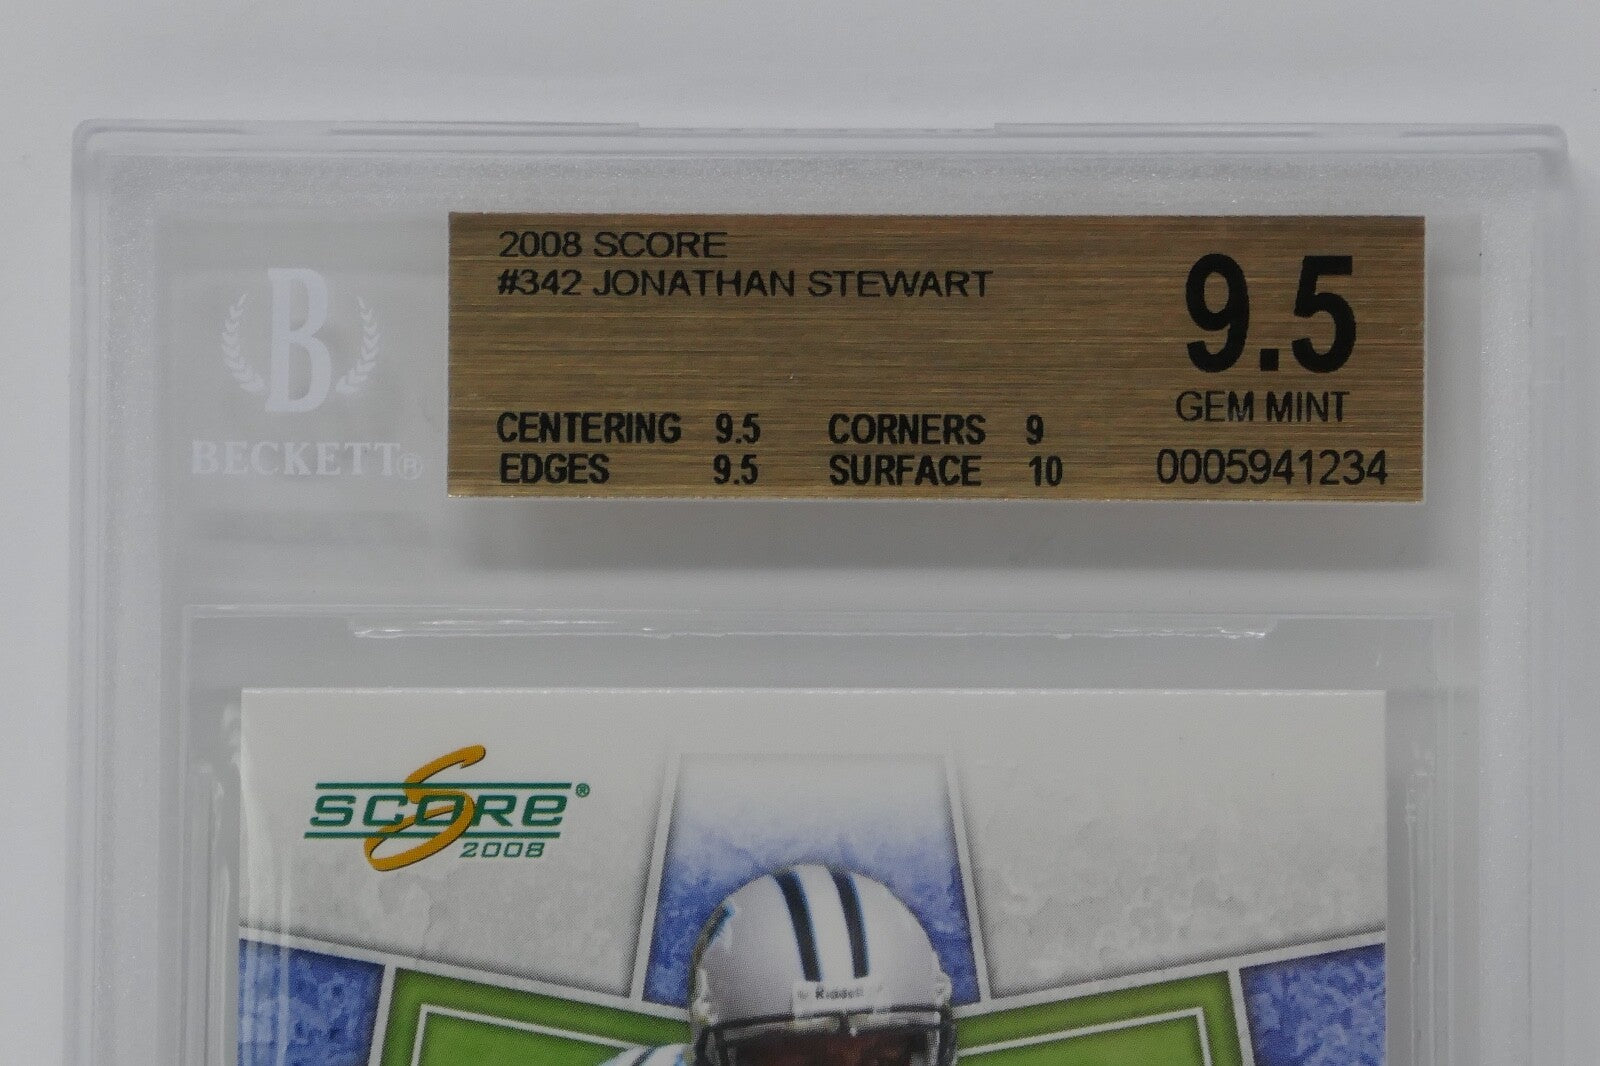 2008 SCORE
#342 JONATHAN STEWART
9.5
GEM MINT
CENTERING 9.5 CORNERS 9
EDGES 9.5 SURFACE 10
0005941234
B
BECKETT®
S
SCORE®
2008
Riddell